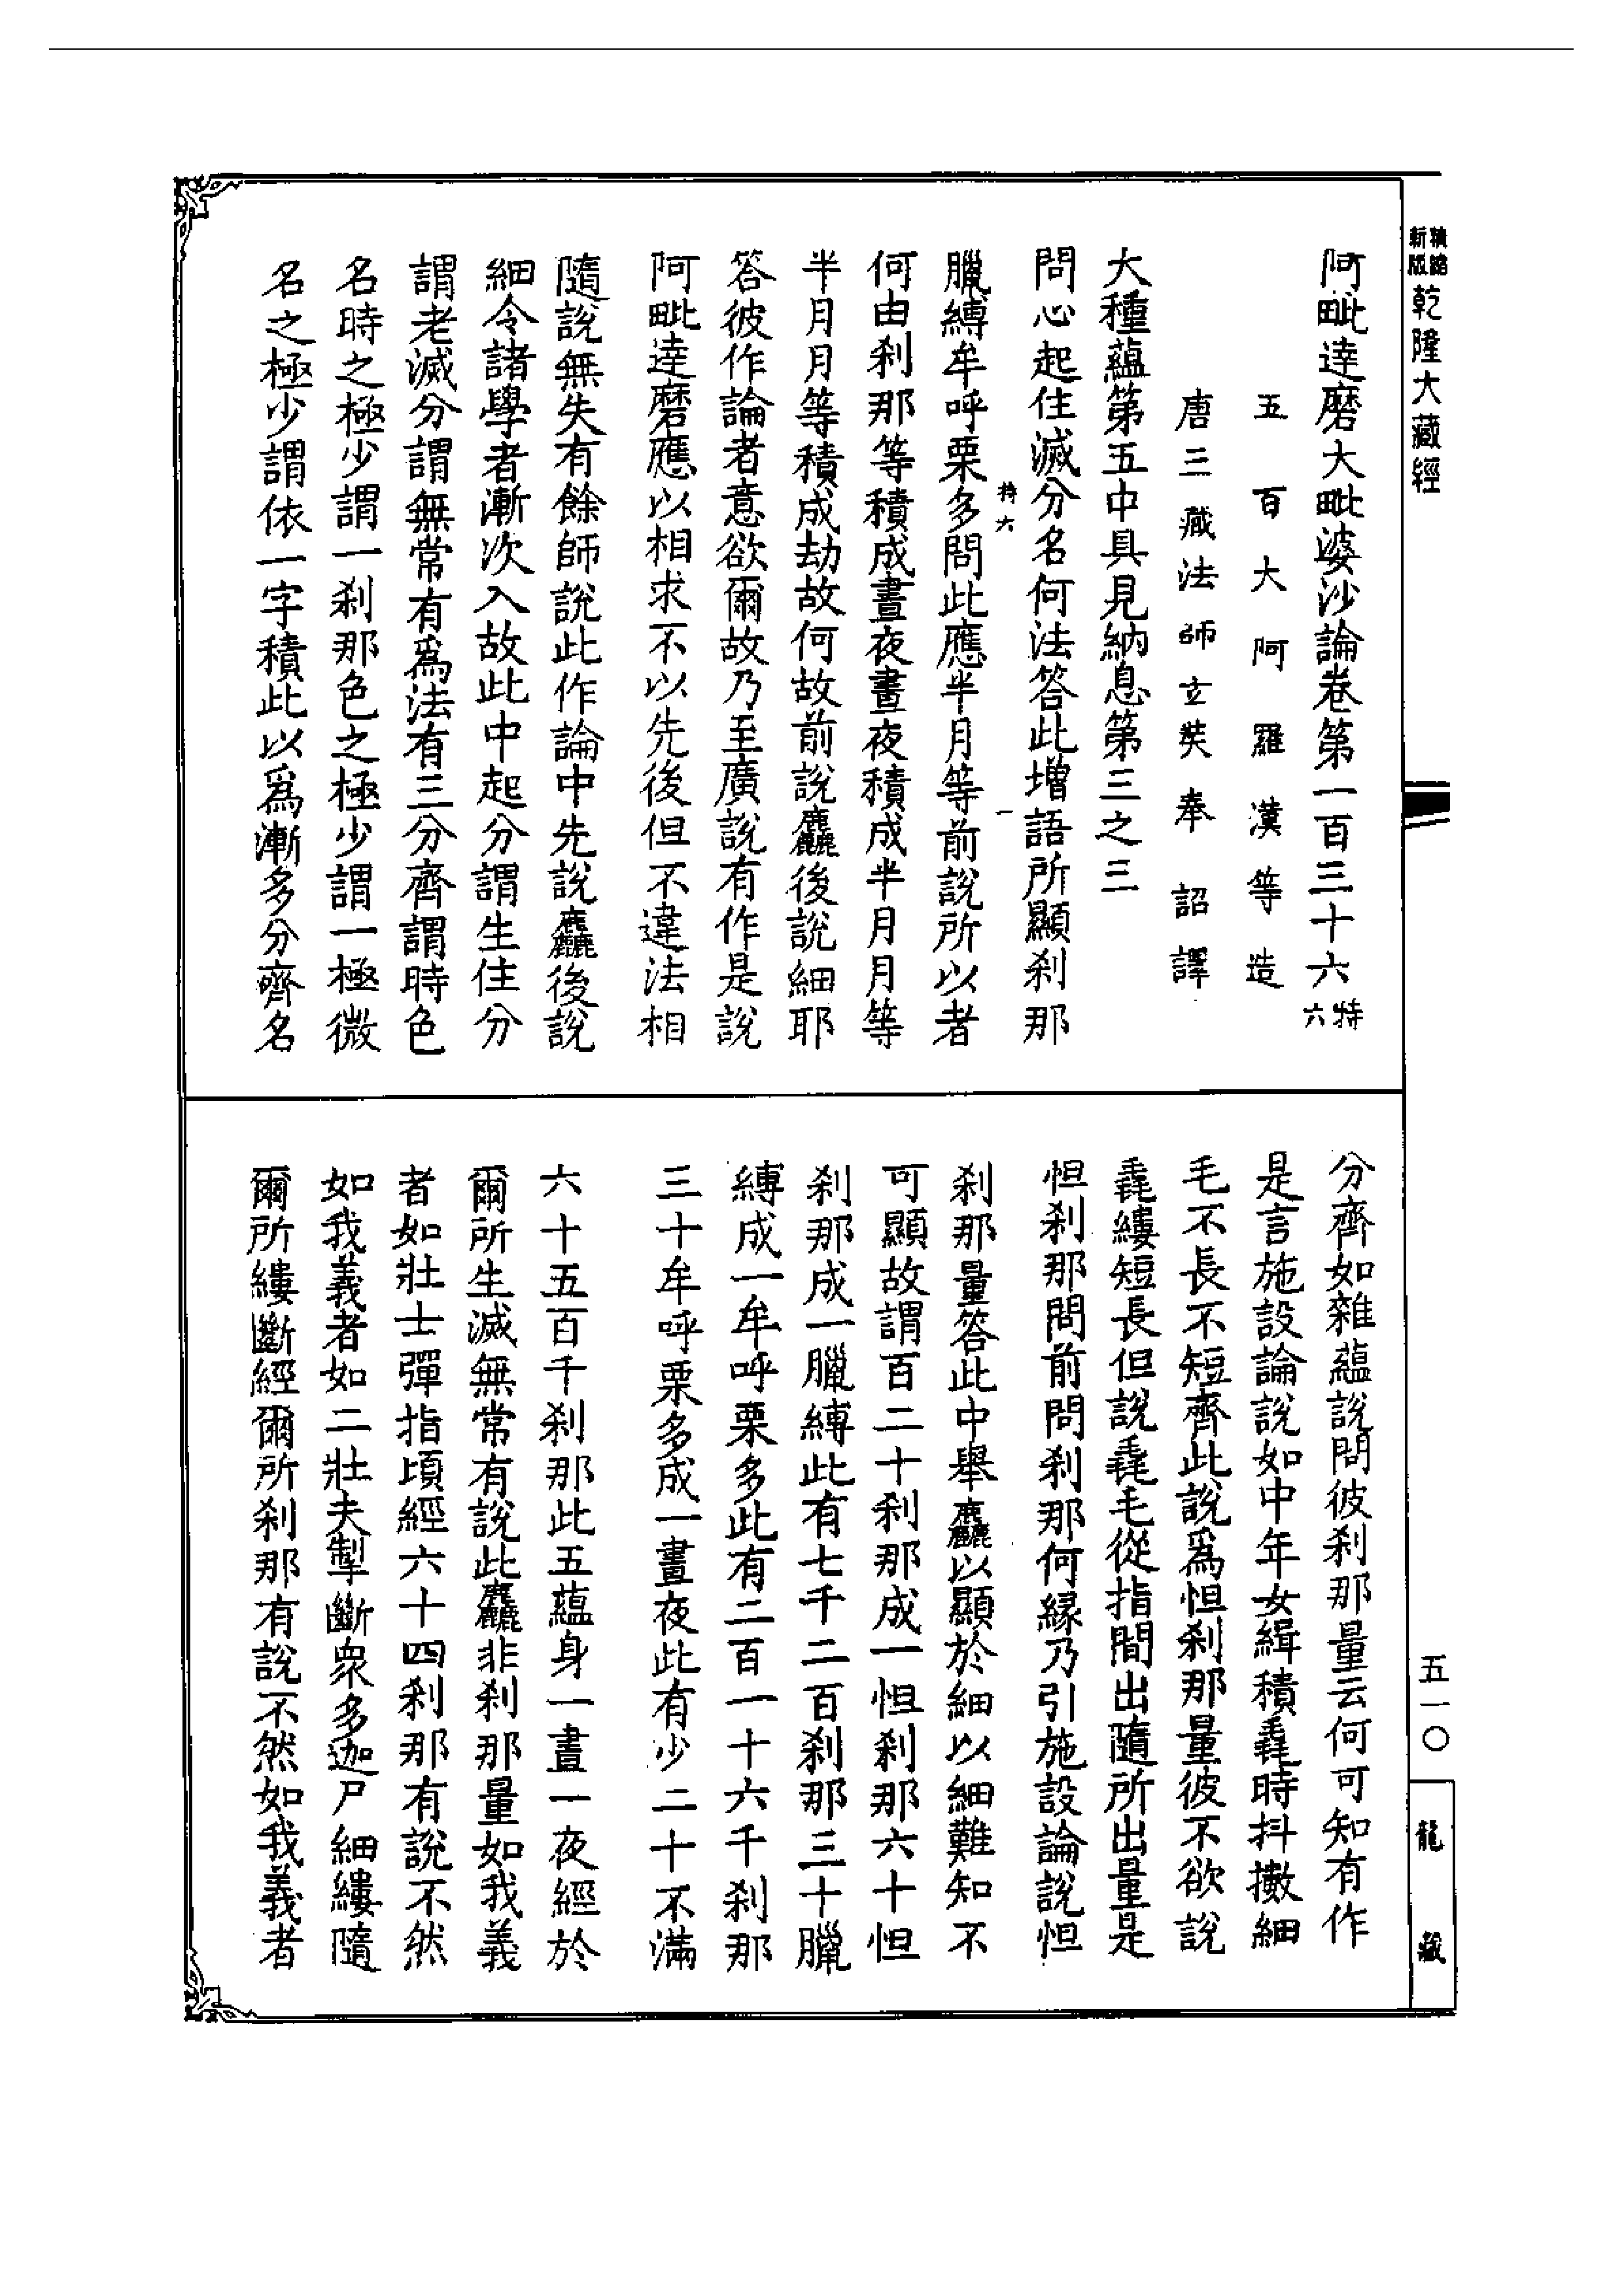 精縮新版乾隆大藏經
阿毗達磨大毗婆沙論卷第一百三十六 特六
五百大阿羅漢等造
唐三藏法師玄奘奉詔譯
大種蘊第五中具見納息第三之三
問心起住滅分名何法答此增語所顯剎那
特六 一
臘縛牟呼栗多問此應半月等前說所以者
何由剎那等積成晝夜晝夜積成半月月等
半月月等積成劫故何故前說麤後說細耶
答彼作論者意欲爾故乃至廣說有作是說
阿毗達磨應以相求不以先後但不違法相
隨說無失有餘師說此作論中先說麤後說
細令諸學者漸次入故此中起分謂生住分
謂老滅分謂無常有爲法有三分齊謂時色
名時之極少謂一剎那色之極少謂一極微
名之極少謂依一字積此以爲漸多分齊名
分齊如雜蘊說問彼剎那量云何可知有作
是言施設論說如中年女緝績毳時抖擻細
毛不長不短齊此說爲怛剎那量彼不欲說
毳縷短長但說毳毛從指間出隨所出量是
怛剎那問前問剎那何緣乃引施設論說怛
剎那量答此中舉麤以顯於細以細難知不
可顯故謂百二十剎那成一怛剎那六十怛
剎那成一臘縛此有七千二百剎那三十臘
縛成一牟呼栗多此有二百一十六千剎那
三十牟呼栗多成一晝夜此有少二十不滿
六十五百千剎那此五蘊身一晝一夜經於
爾所生滅無常有說此麤非剎那量如我義
者如壯士彈指頃經六十四剎那有說不然
如我義者如二壯夫掣斷眾多迦尸細縷隨
爾所縷斷經爾所剎那有說不然如我義者
五一〇
龍藏